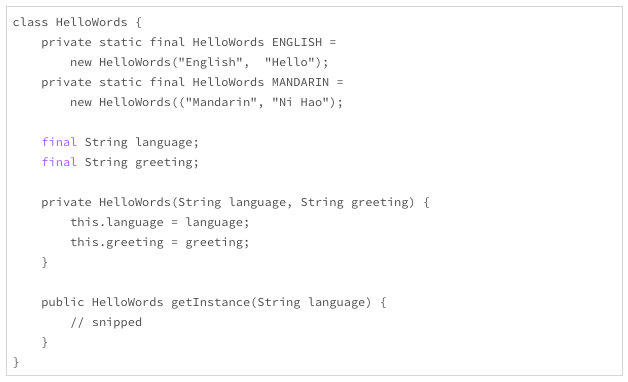 class HelloWords {
    private static final HelloWords ENGLISH =
        new HelloWords("English",  "Hello");
    private static final HelloWords MANDARIN =
        new HelloWords(("Mandarin", "Ni Hao");

    final String language;
    final String greeting;

    private HelloWords(String language, String greeting) {
        this.language = language;
        this.greeting = greeting;
    }

    public HelloWords getInstance(String language) {
        // snipped
    }
}